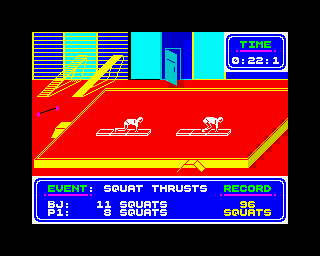 TIME
0:22:1
EVENT: SQUAT THRUSTS RECORD
BJ: 11 SQUATS 96
P1: 8 SQUATS SQUATS